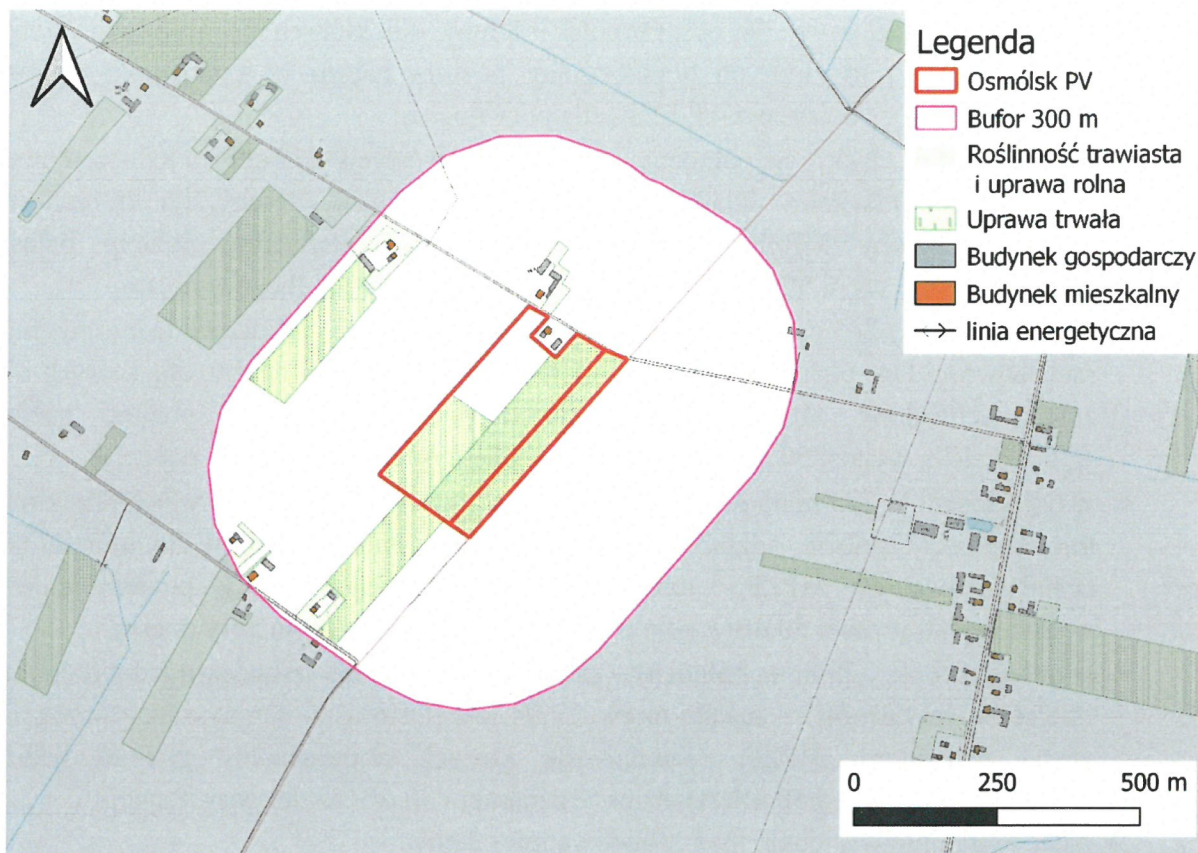 Legenda
Osmólsk PV
Bufor 300 m
Roślinność trawiasta
i uprawa rolna
Uprawa trwała
Budynek gospodarczy
Budynek mieszkalny
linia energetyczna
0 250 500 m